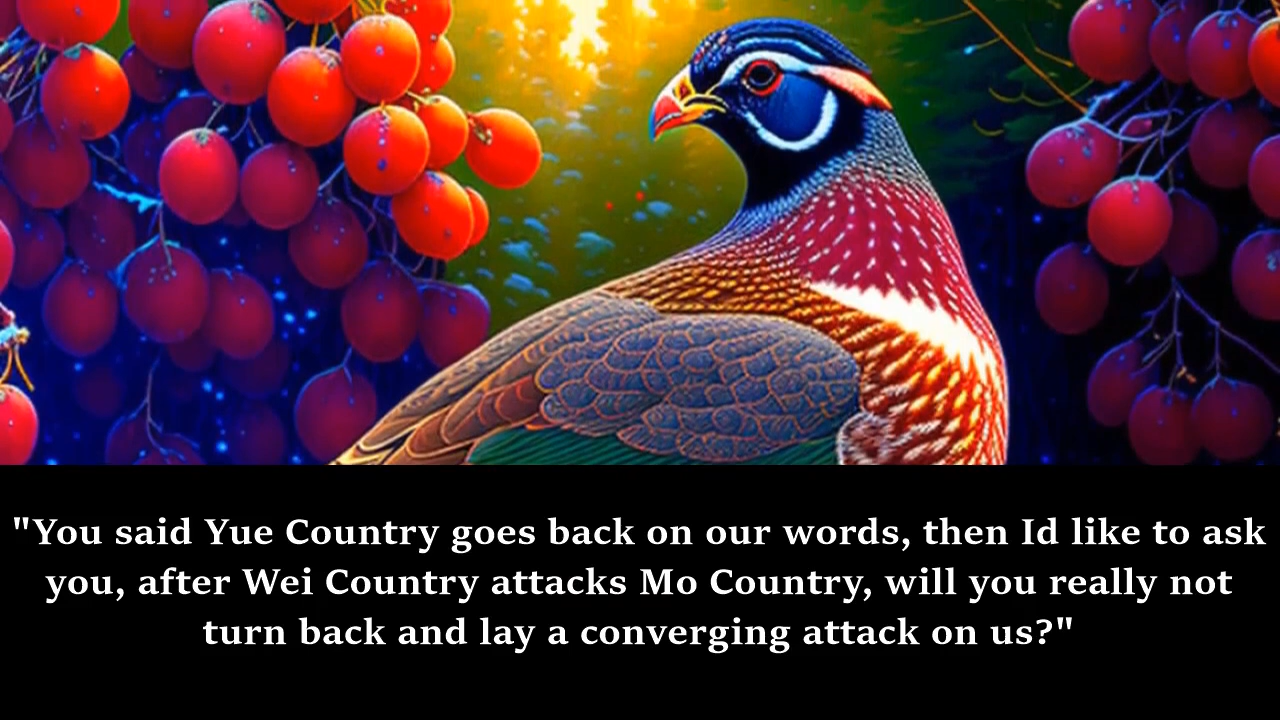 "You said Yue Country goes back on our words, then Id like to ask
you, after Wei Country attacks Mo Country, will you really not
turn back and lay a converging attack on us?"